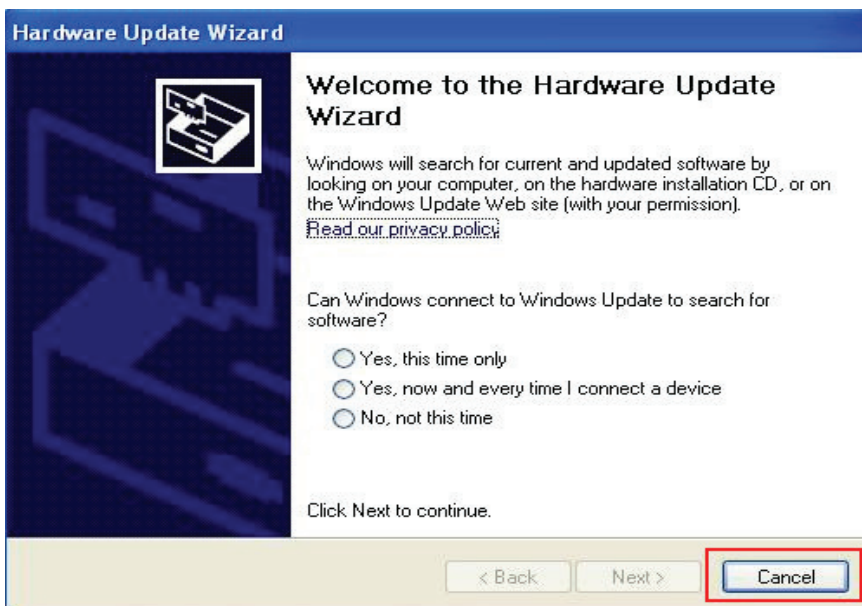 Hardware Update Wizard
Welcome to the Hardware Update
Wizard
Windows will search for current and updated software by
looking on your computer, on the hardware installation CD, or on
the Windows Update Web site (with your permission).
Read our privacy policy
Can Windows connect to Windows Update to search for
software?
Yes, this time only
Yes, now and every time I connect a device
No, not this time
Click Next to continue.
< Back Next > Cancel